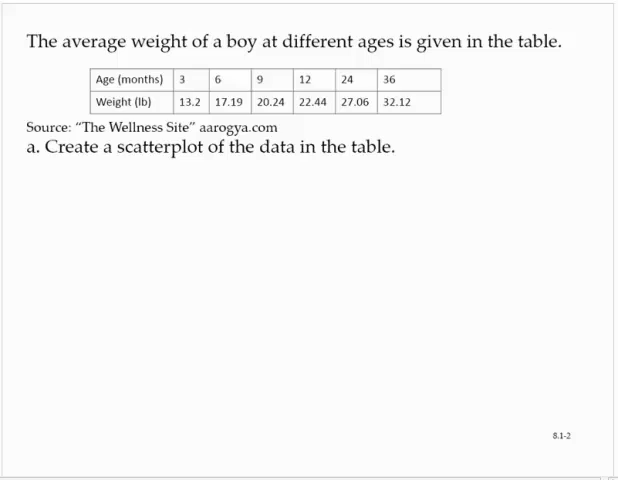 The average weight of a boy at different ages is given in the table.
Age (months) 3 6 9 12 24 36
Weight (lb) 13.2 17.19 20.24 22.44 27.06 32.12
Source: “The Wellness Site” aarogya.com
a. Create a scatterplot of the data in the table.
8.1-2